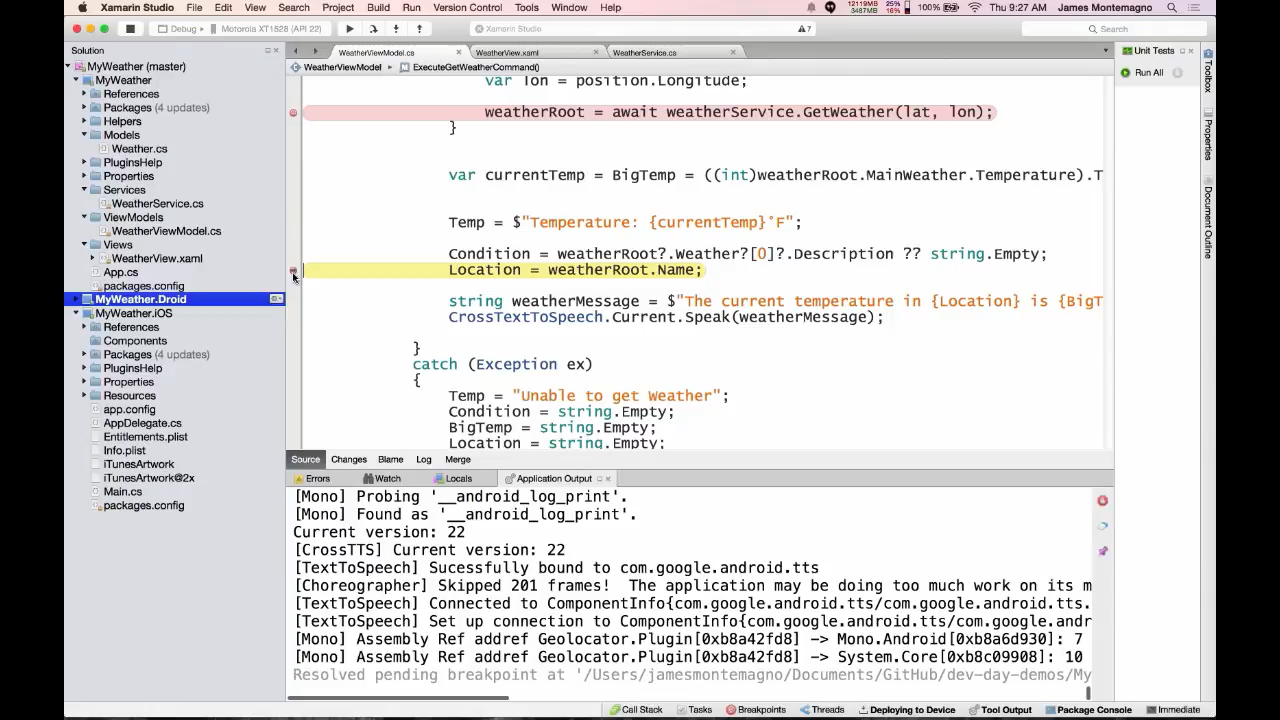 Xamarin Studio File Edit View Search Project Build Run Version Control Tools Window Help 12119MB 3487MB 25% 16% 100% Thu 9:27 AM James Montemagno
Debug Motorola XT1528 (API 22) Xamarin Studio 7 Search
Solution
MyWeather (master)
MyWeather
References
Packages (4 updates)
Helpers
Models
Weather.cs
PluginsHelp
Properties
Services
WeatherService.cs
ViewModels
WeatherViewModel.cs
Views
WeatherView.xaml
App.cs
packages.config
MyWeather.Droid
MyWeather.iOS
References
Components
Packages (4 updates)
PluginsHelp
Properties
Resources
app.config
AppDelegate.cs
Entitlements.plist
Info.plist
iTunesArtwork
iTunesArtwork@2x
Main.cs
packages.config
WeatherViewModel.cs WeatherView.xaml WeatherService.cs
WeatherViewModel ExecuteGetWeatherCommand()
var lon = position.Longitude;
weatherRoot = await weatherService.GetWeather(lat, lon);
}
var currentTemp = BigTemp = ((int)weatherRoot.MainWeather.Temperature).T
Temp = $"Temperature: {currentTemp}°F";
Condition = weatherRoot?.Weather?[0]?.Description ?? string.Empty;
Location = weatherRoot.Name;
string weatherMessage = $"The current temperature in {Location} is {BigT
CrossTextToSpeech.Current.Speak(weatherMessage);
}
catch (Exception ex)
{
Temp = "Unable to get Weather";
Condition = string.Empty;
BigTemp = string.Empty;
Location = string.Empty;
Source Changes Blame Log Merge
Errors Watch Locals Application Output
[Mono] Probing '__android_log_print'.
[Mono] Found as '__android_log_print'.
Current version: 22
[CrossTTS] Current version: 22
[TextToSpeech] Sucessfully bound to com.google.android.tts
[Choreographer] Skipped 201 frames!  The application may be doing too much work on its m
[TextToSpeech] Connected to ComponentInfo{com.google.android.tts/com.google.android.tts.
[TextToSpeech] Set up connection to ComponentInfo{com.google.android.tts/com.google.andr
[Mono] Assembly Ref addref Geolocator.Plugin[0xb8a42fd8] -> Mono.Android[0xb8a6d930]: 7
[Mono] Assembly Ref addref Geolocator.Plugin[0xb8a42fd8] -> System.Core[0xb8c09908]: 10
Resolved pending breakpoint at '/Users/jamesmontemagno/Documents/GitHub/dev-day-demos/My
Unit Tests
Run All
Toolbox
Properties
Document Outline
Call Stack Tasks Breakpoints Threads Deploying to Device Tool Output Package Console Immediate